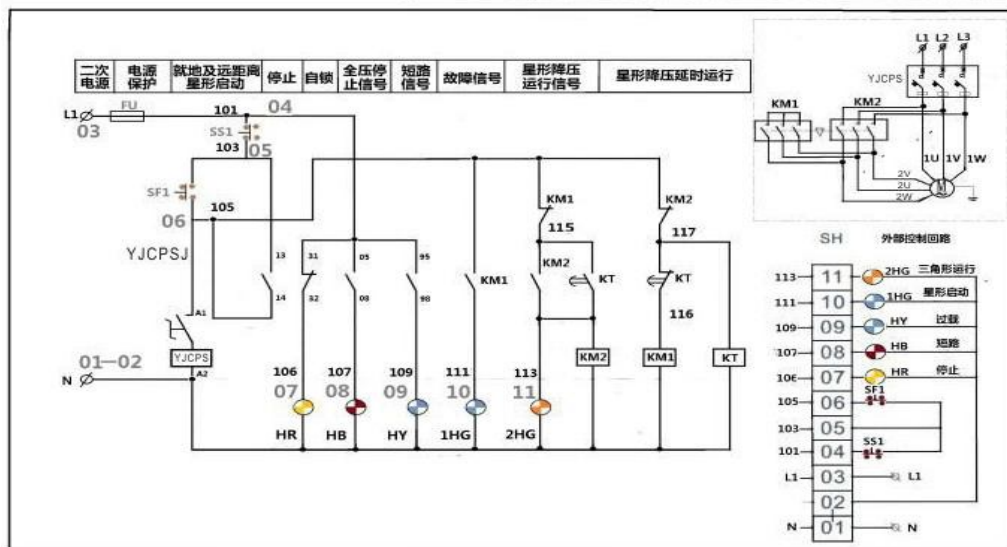 二次电源 电源保护 就地及远距离星形启动 停止 自锁 全压停止信号 短路信号 故障信号 星形降压运行信号 星形降压延时运行
L1 L2 L3
YJCPS
KM1 KM2
1U 1V 1W
2V
2U
2W
M
L1 FU 101 04
03 SS1
103 05
SF1
06 105
YJCPSJ
13 31 05 95
14 32 08 98
KM1
KM1 KM2
115 117
KM2 KT KT
116
A1
YJCPS
A2
01—02
N
KM2 KM1 KT
106 107 109 111 113
07 08 09 10 11
HR HB HY 1HG 2HG
SH 外部控制回路
113 11 2HG 三角形运行
111 10 1HG 星形启动
109 09 HY 过载
107 08 HB 短路
106 07 HR 停止
105 06 SF1
103 05
101 04 SS1
L1 03 L1
02
N 01 N